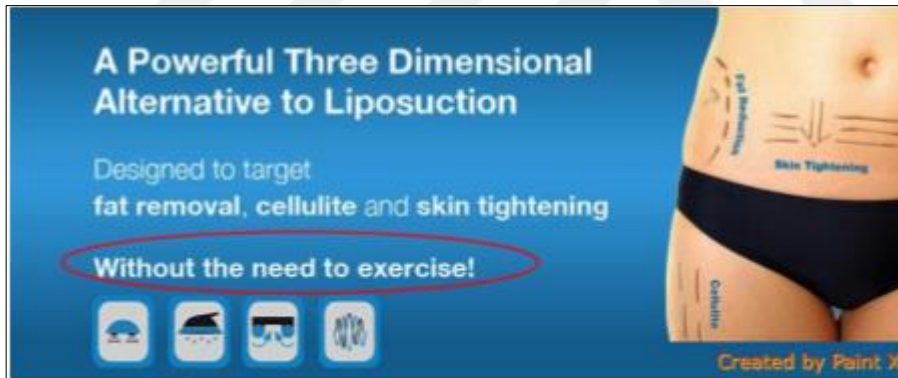 A Powerful Three Dimensional
Alternative to Liposuction
Designed to target
fat removal, cellulite and skin tightening
Without the need to exercise!
Fat Reduction
Skin Tightening
Cellulite
Created by Paint X